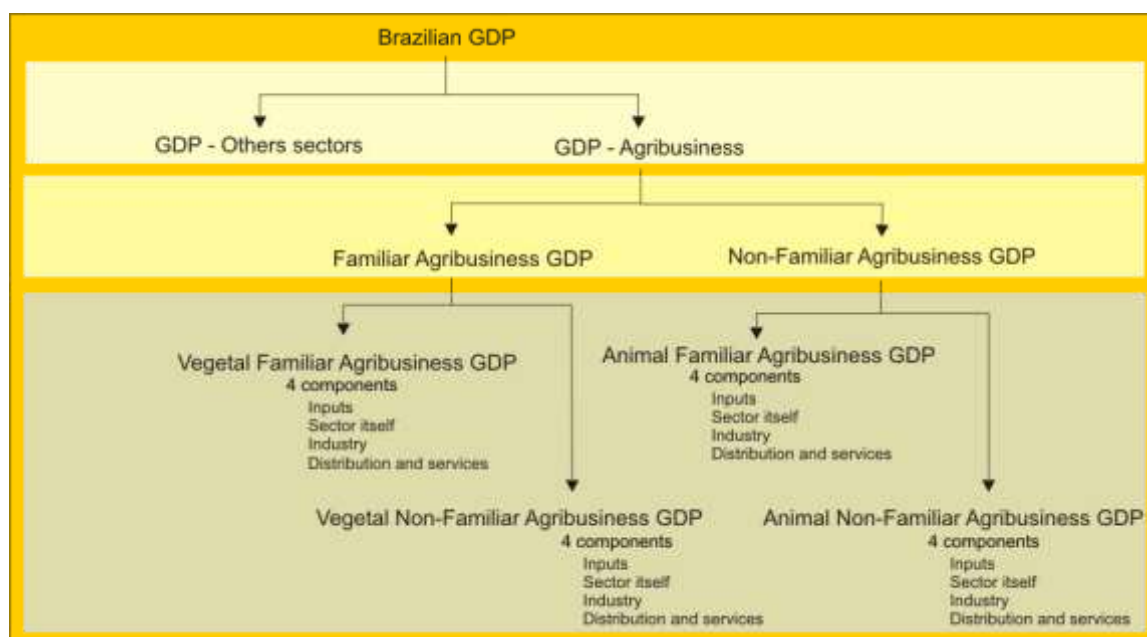 Brazilian GDP
GDP - Others sectors
GDP - Agribusiness
Familiar Agribusiness GDP
Non-Familiar Agribusiness GDP
Vegetal Familiar Agribusiness GDP
4 components
Inputs
Sector itself
Industry
Distribution and services
Animal Familiar Agribusiness GDP
4 components
Inputs
Sector itself
Industry
Distribution and services
Vegetal Non-Familiar Agribusiness GDP
4 components
Inputs
Sector itself
Industry
Distribution and services
Animal Non-Familiar Agribusiness GDP
4 components
Inputs
Sector itself
Industry
Distribution and services